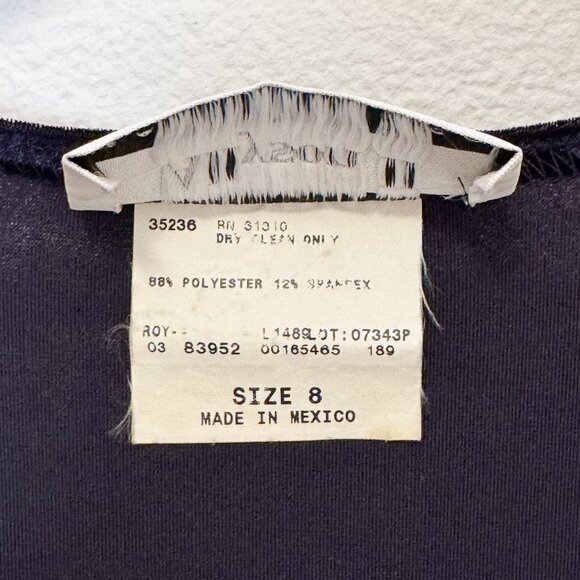 35236 RN 31310
DRY CLEAN ONLY
88% POLYESTER 12% SPANDEX
ROY-- L1469LOT:07343P
03 83952 00165465 189
SIZE 8
MADE IN MEXICO